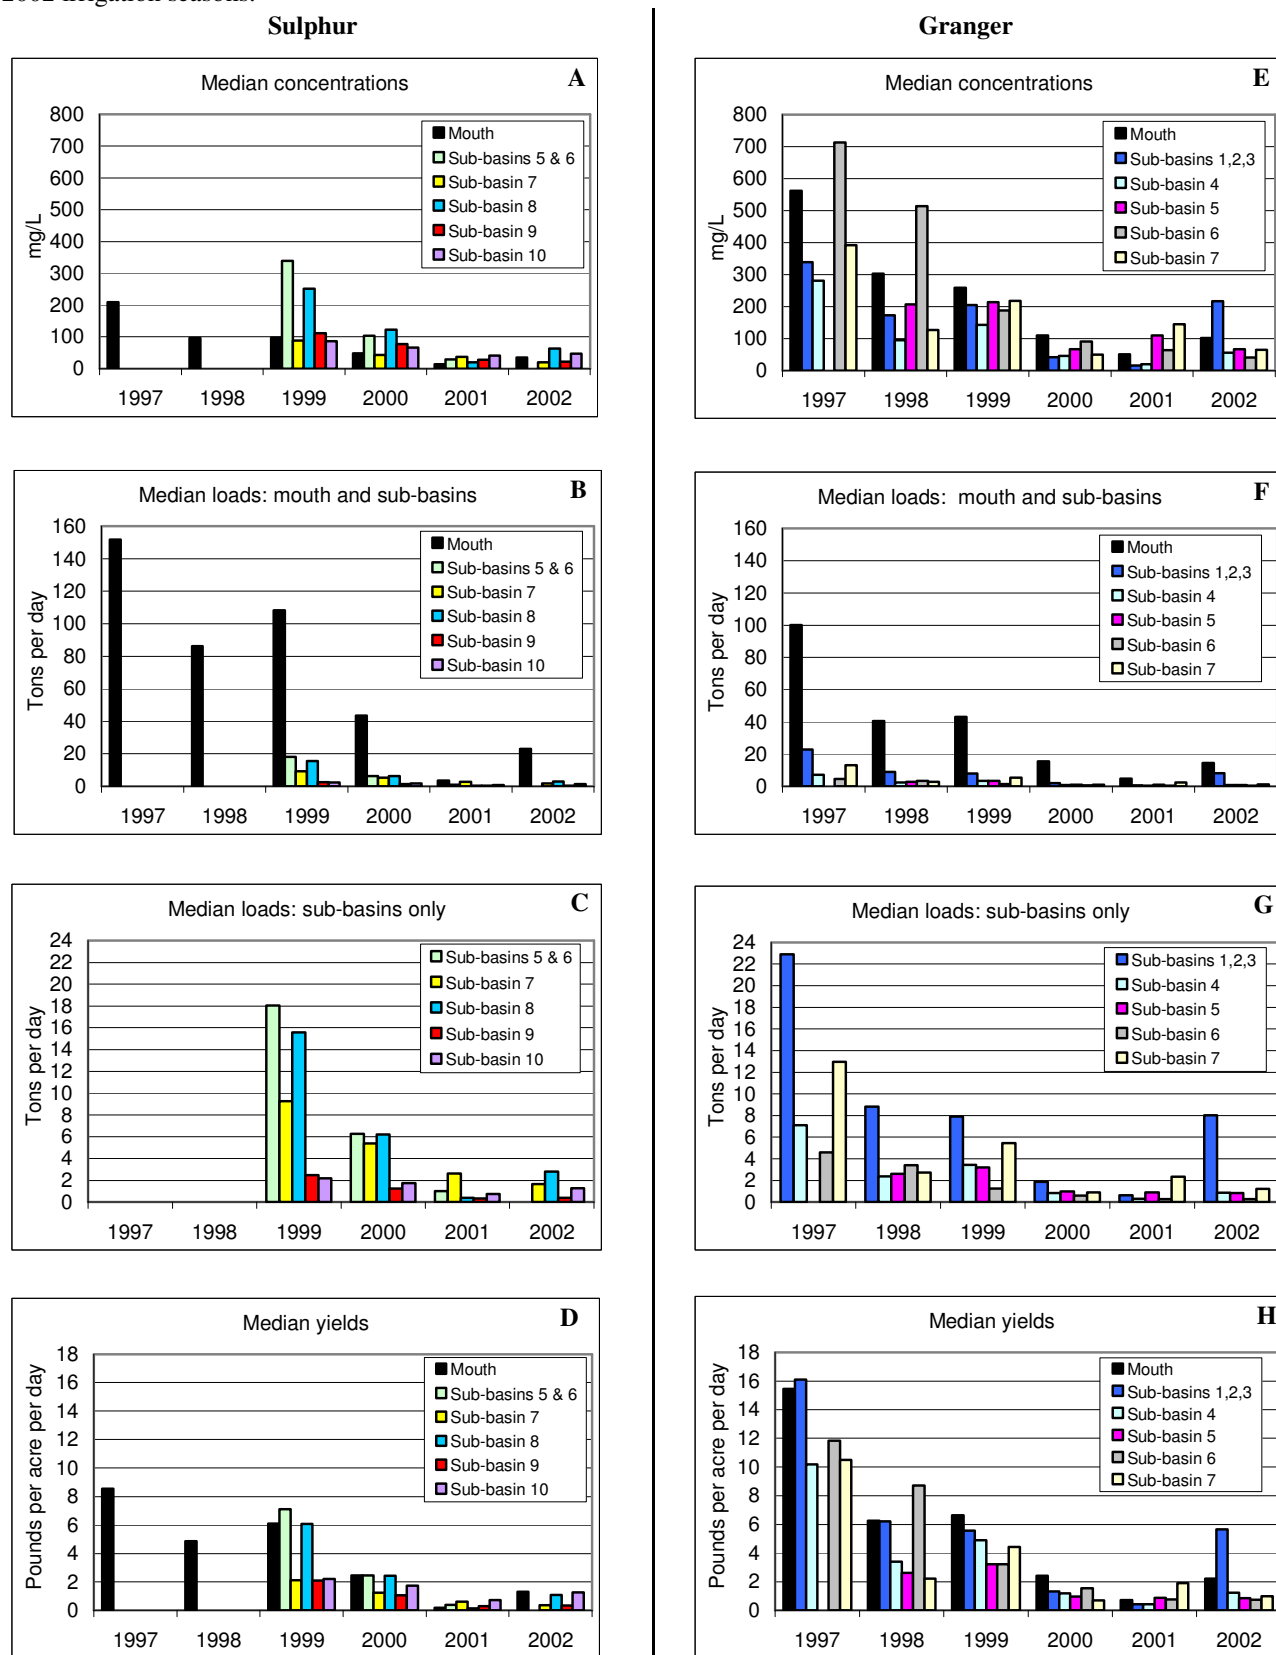 2002 irrigation seasons.
Sulphur
Median concentrations
A
mg/L
800
700
600
500
400
300
200
100
0
Mouth
Sub-basins 5 & 6
Sub-basin 7
Sub-basin 8
Sub-basin 9
Sub-basin 10
1997 1998 1999 2000 2001 2002
Median loads: mouth and sub-basins
B
Tons per day
160
140
120
100
80
60
40
20
0
Mouth
Sub-basins 5 & 6
Sub-basin 7
Sub-basin 8
Sub-basin 9
Sub-basin 10
1997 1998 1999 2000 2001 2002
Median loads: sub-basins only
C
Tons per day
24
22
20
18
16
14
12
10
8
6
4
2
0
Sub-basins 5 & 6
Sub-basin 7
Sub-basin 8
Sub-basin 9
Sub-basin 10
1997 1998 1999 2000 2001 2002
Median yields
D
Pounds per acre per day
18
16
14
12
10
8
6
4
2
0
Mouth
Sub-basins 5 & 6
Sub-basin 7
Sub-basin 8
Sub-basin 9
Sub-basin 10
1997 1998 1999 2000 2001 2002
Granger
Median concentrations
E
mg/L
800
700
600
500
400
300
200
100
0
Mouth
Sub-basins 1,2,3
Sub-basin 4
Sub-basin 5
Sub-basin 6
Sub-basin 7
1997 1998 1999 2000 2001 2002
Median loads: mouth and sub-basins
F
Tons per day
160
140
120
100
80
60
40
20
0
Mouth
Sub-basins 1,2,3
Sub-basin 4
Sub-basin 5
Sub-basin 6
Sub-basin 7
1997 1998 1999 2000 2001 2002
Median loads: sub-basins only
G
Tons per day
24
22
20
18
16
14
12
10
8
6
4
2
0
Sub-basins 1,2,3
Sub-basin 4
Sub-basin 5
Sub-basin 6
Sub-basin 7
1997 1998 1999 2000 2001 2002
Median yields
H
Pounds per acre per day
18
16
14
12
10
8
6
4
2
0
Mouth
Sub-basins 1,2,3
Sub-basin 4
Sub-basin 5
Sub-basin 6
Sub-basin 7
1997 1998 1999 2000 2001 2002